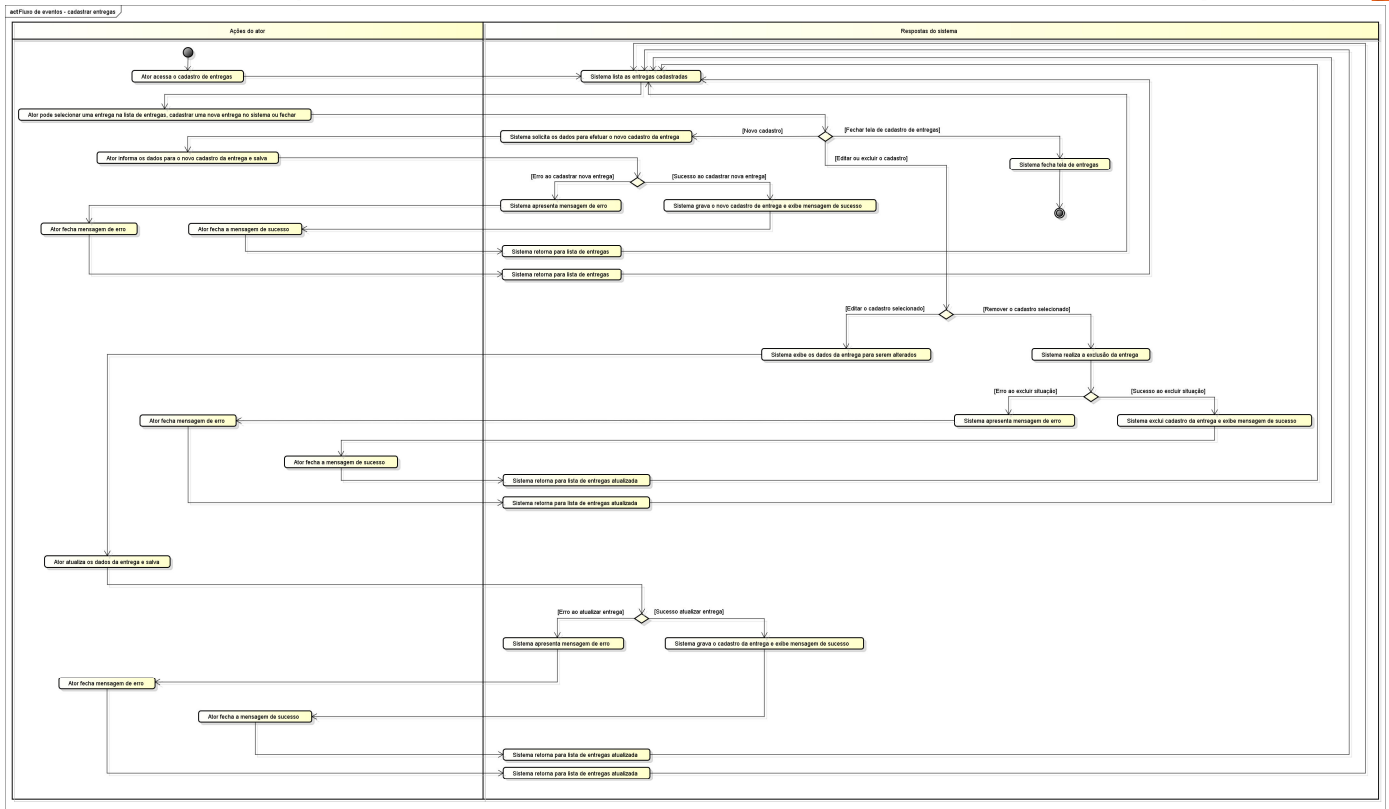 actFluxo de eventos - cadastrar entregas
Ações do ator
Respostas do sistema
Ator acessa o cadastro de entregas
Sistema lista as entregas cadastradas
Ator pode selecionar uma entrega na lista de entregas, cadastrar uma nova entrega no sistema ou fechar
[Novo cadastro]
[Fechar tela de cadastro de entregas]
Sistema solicita os dados para efetuar o novo cadastro da entrega
Ator informa os dados para o novo cadastro da entrega e salva
[Editar ou excluir o cadastro]
Sistema fecha tela de entregas
[Erro ao cadastrar nova entrega]
[Sucesso ao cadastrar nova entrega]
Sistema apresenta mensagem de erro
Sistema grava o novo cadastro de entrega e exibe mensagem de sucesso
Ator fecha mensagem de erro
Ator fecha a mensagem de sucesso
Sistema retorna para lista de entregas
Sistema retorna para lista de entregas
[Editar o cadastro selecionado]
[Remover o cadastro selecionado]
Sistema exibe os dados da entrega para serem alterados
Sistema realiza a exclusão da entrega
[Erro ao excluir situação]
[Sucesso ao excluir situação]
Ator fecha mensagem de erro
Sistema apresenta mensagem de erro
Sistema exclui cadastro da entrega e exibe mensagem de sucesso
Ator fecha a mensagem de sucesso
Sistema retorna para lista de entregas atualizada
Sistema retorna para lista de entregas atualizada
Ator atualiza os dados da entrega e salva
[Erro ao atualizar entrega]
[Sucesso atualizar entrega]
Sistema apresenta mensagem de erro
Sistema grava o cadastro da entrega e exibe mensagem de sucesso
Ator fecha mensagem de erro
Ator fecha a mensagem de sucesso
Sistema retorna para lista de entregas atualizada
Sistema retorna para lista de entregas atualizada